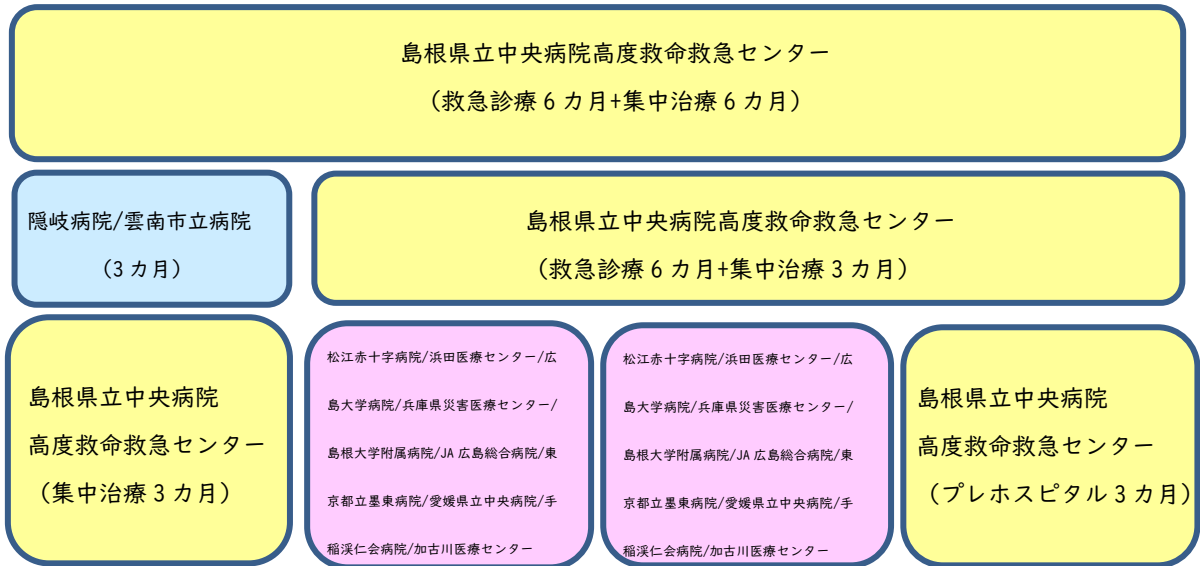 島根県立中央病院高度救命救急センター
（救急診療6カ月+集中治療6カ月）
隠岐病院/雲南市立病院
（3カ月）
島根県立中央病院高度救命救急センター
（救急診療6カ月+集中治療3カ月）
島根県立中央病院
高度救命救急センター
（集中治療3カ月）
松江赤十字病院/浜田医療センター/広
島大学病院/兵庫県災害医療センター/
島根大学附属病院/JA広島総合病院/東
京都立墨東病院/愛媛県立中央病院/手
稲渓仁会病院/加古川医療センター
松江赤十字病院/浜田医療センター/広
島大学病院/兵庫県災害医療センター/
島根大学附属病院/JA広島総合病院/東
京都立墨東病院/愛媛県立中央病院/手
稲渓仁会病院/加古川医療センター
島根県立中央病院
高度救命救急センター
（プレホスピタル3カ月）